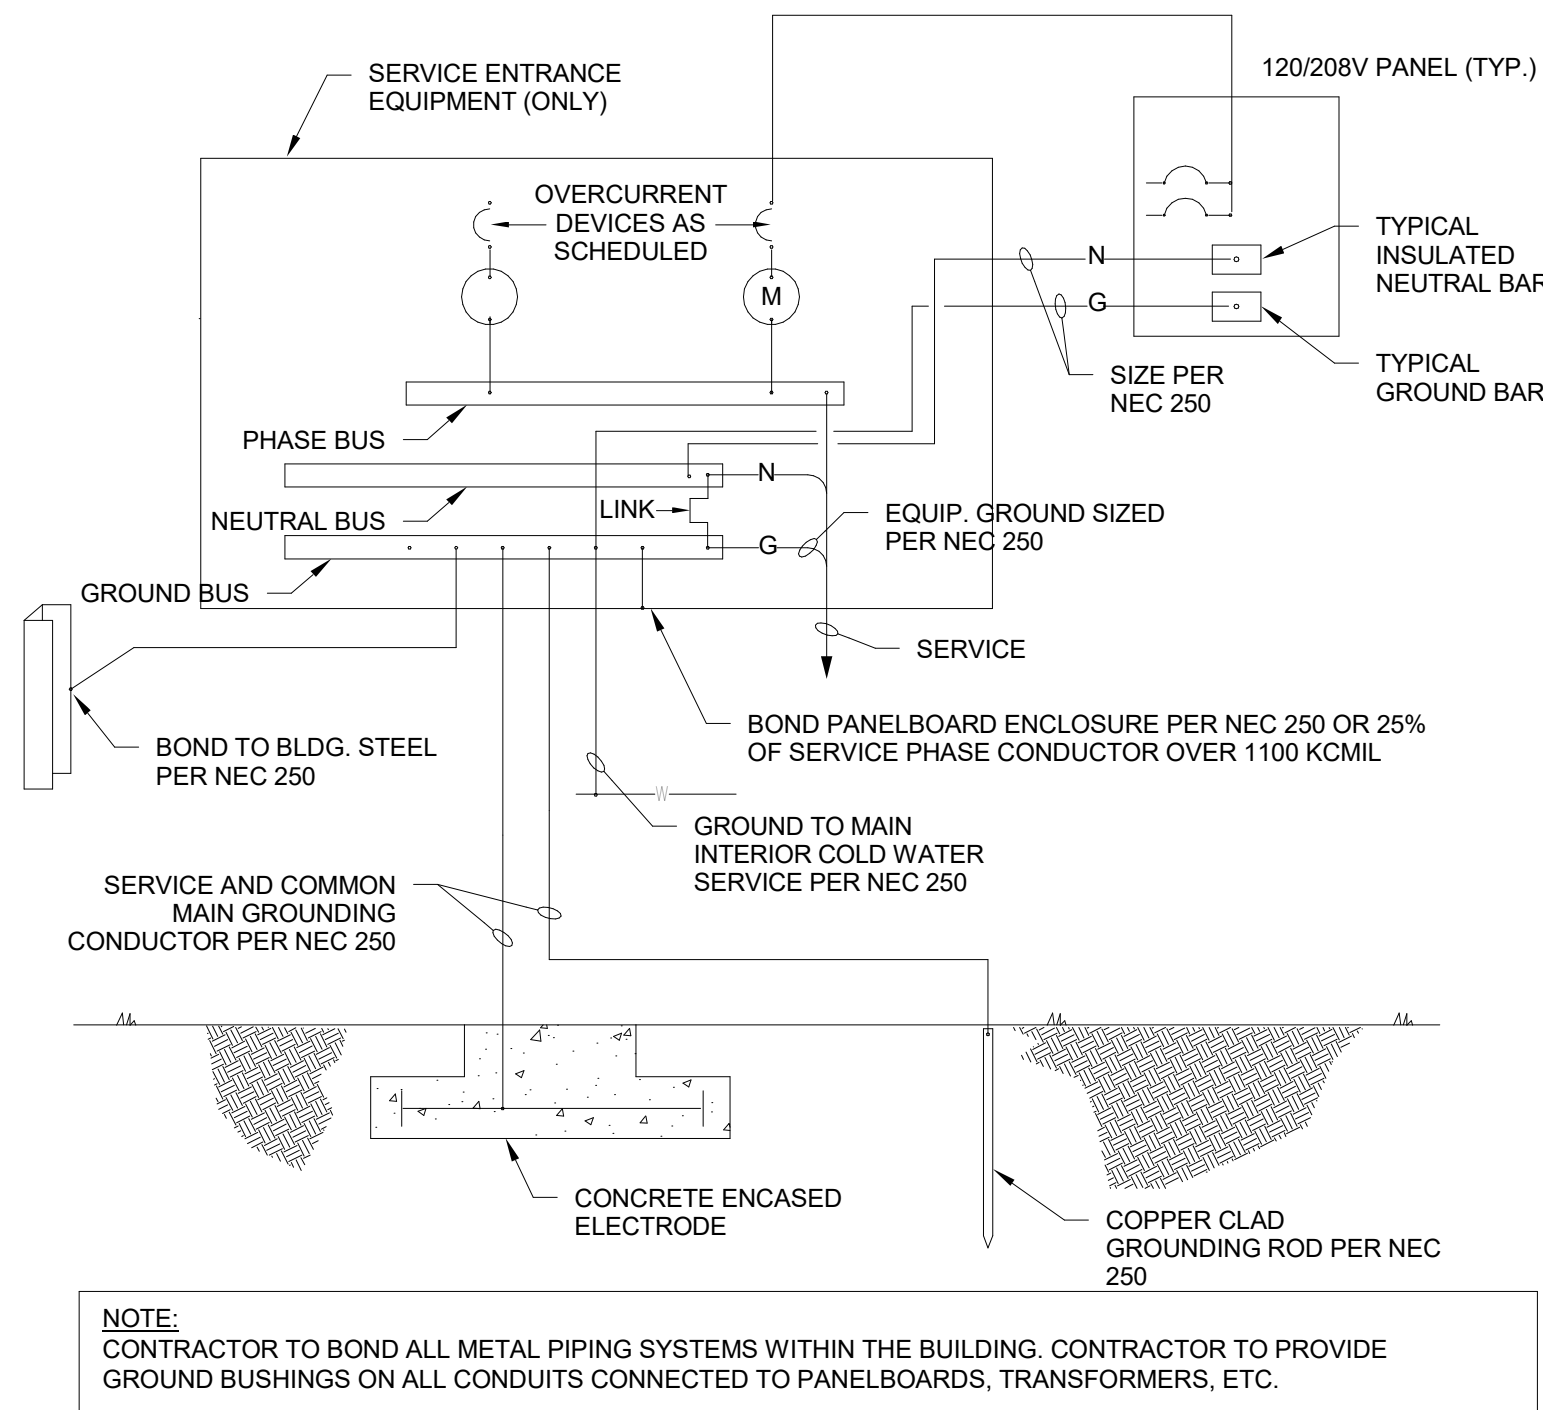 SERVICE ENTRANCE
EQUIPMENT (ONLY)
120/208V PANEL (TYP.)
OVERCURRENT
DEVICES AS
SCHEDULED
M
N
G
TYPICAL
INSULATED
NEUTRAL BAR
TYPICAL
GROUND BAR
SIZE PER
NEC 250
PHASE BUS
NEUTRAL BUS
LINK
N
G
EQUIP. GROUND SIZED
PER NEC 250
GROUND BUS
SERVICE
BOND PANELBOARD ENCLOSURE PER NEC 250 OR 25%
OF SERVICE PHASE CONDUCTOR OVER 1100 KCMIL
BOND TO BLDG. STEEL
PER NEC 250
W
GROUND TO MAIN
INTERIOR COLD WATER
SERVICE PER NEC 250
SERVICE AND COMMON
MAIN GROUNDING
CONDUCTOR PER NEC 250
CONCRETE ENCASED
ELECTRODE
COPPER CLAD
GROUNDING ROD PER NEC
250
NOTE:
CONTRACTOR TO BOND ALL METAL PIPING SYSTEMS WITHIN THE BUILDING. CONTRACTOR TO PROVIDE
GROUND BUSHINGS ON ALL CONDUITS CONNECTED TO PANELBOARDS, TRANSFORMERS, ETC.